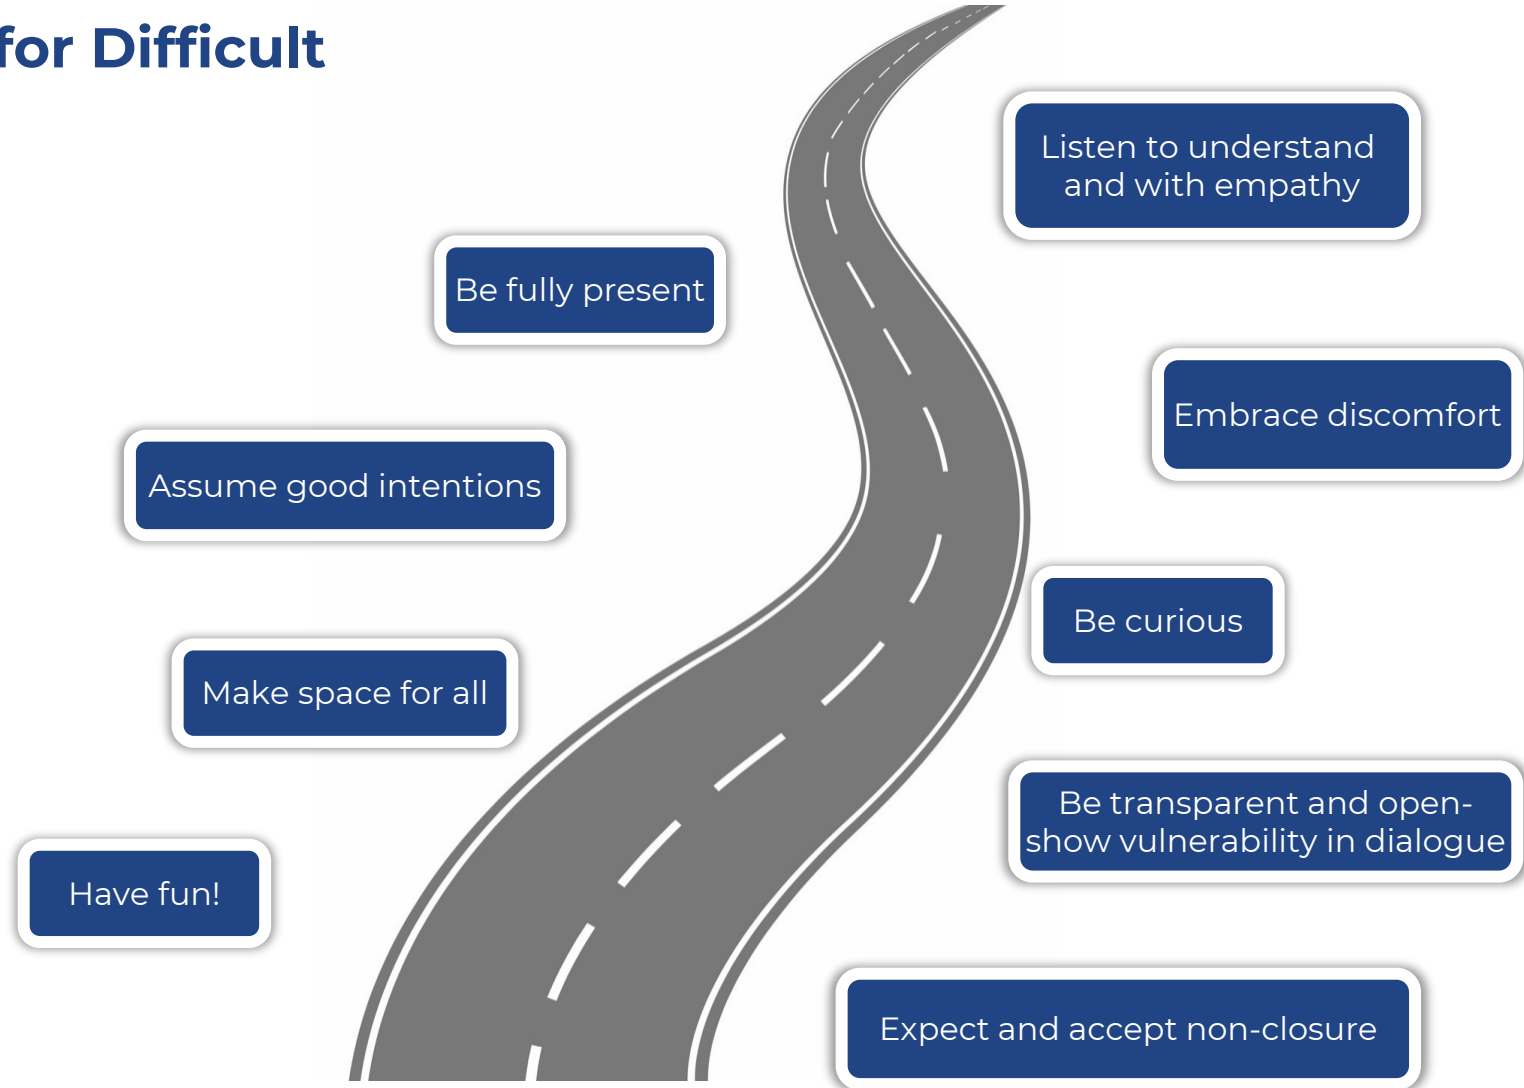 for Difficult
Listen to understand
and with empathy
Be fully present
Embrace discomfort
Assume good intentions
Be curious
Make space for all
Be transparent and open-
show vulnerability in dialogue
Have fun!
Expect and accept non-closure